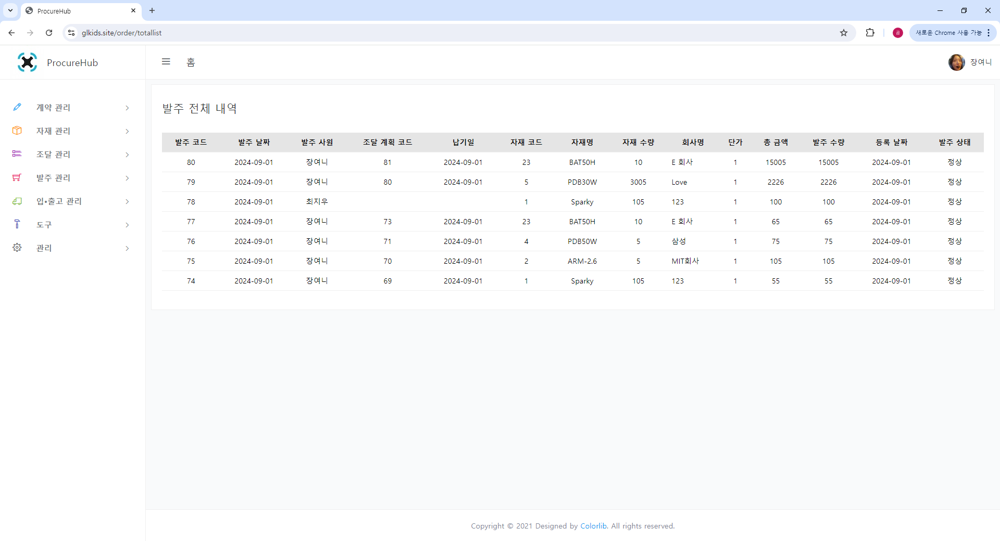 ProcureHub
glkids.site/order/totallist
곰
새로운 Chrome 사용 가능
ProcureHub
홈
장여니
계약 관리
자재 관리
조달 관리
발주 관리
입•출고 관리
도구
관리
발주 전체 내역
발주 코드 발주 날짜 발주 사원 조달 계획 코드 납기일 자재 코드 자재명 자재 수량 회사명 단가 총 금액 발주 수량 등록 날짜 발주 상태
80 2024-09-01 장여니 81 2024-09-01 23 BAT50H 10 E 회사 1 15005 15005 2024-09-01 정상
79 2024-09-01 장여니 80 2024-09-01 5 PDB30W 3005 Love 1 2226 2226 2024-09-01 정상
78 2024-09-01 최지우 1 Sparky 105 123 1 100 100 2024-09-01 정상
77 2024-09-01 장여니 73 2024-09-01 23 BAT50H 10 E 회사 1 65 65 2024-09-01 정상
76 2024-09-01 장여니 71 2024-09-01 4 PDB50W 5 삼성 1 75 75 2024-09-01 정상
75 2024-09-01 장여니 70 2024-09-01 2 ARM-2.6 5 MIT회사 1 105 105 2024-09-01 정상
74 2024-09-01 장여니 69 2024-09-01 1 Sparky 105 123 1 55 55 2024-09-01 정상
Copyright © 2021 Designed by Colorlib. All rights reserved.